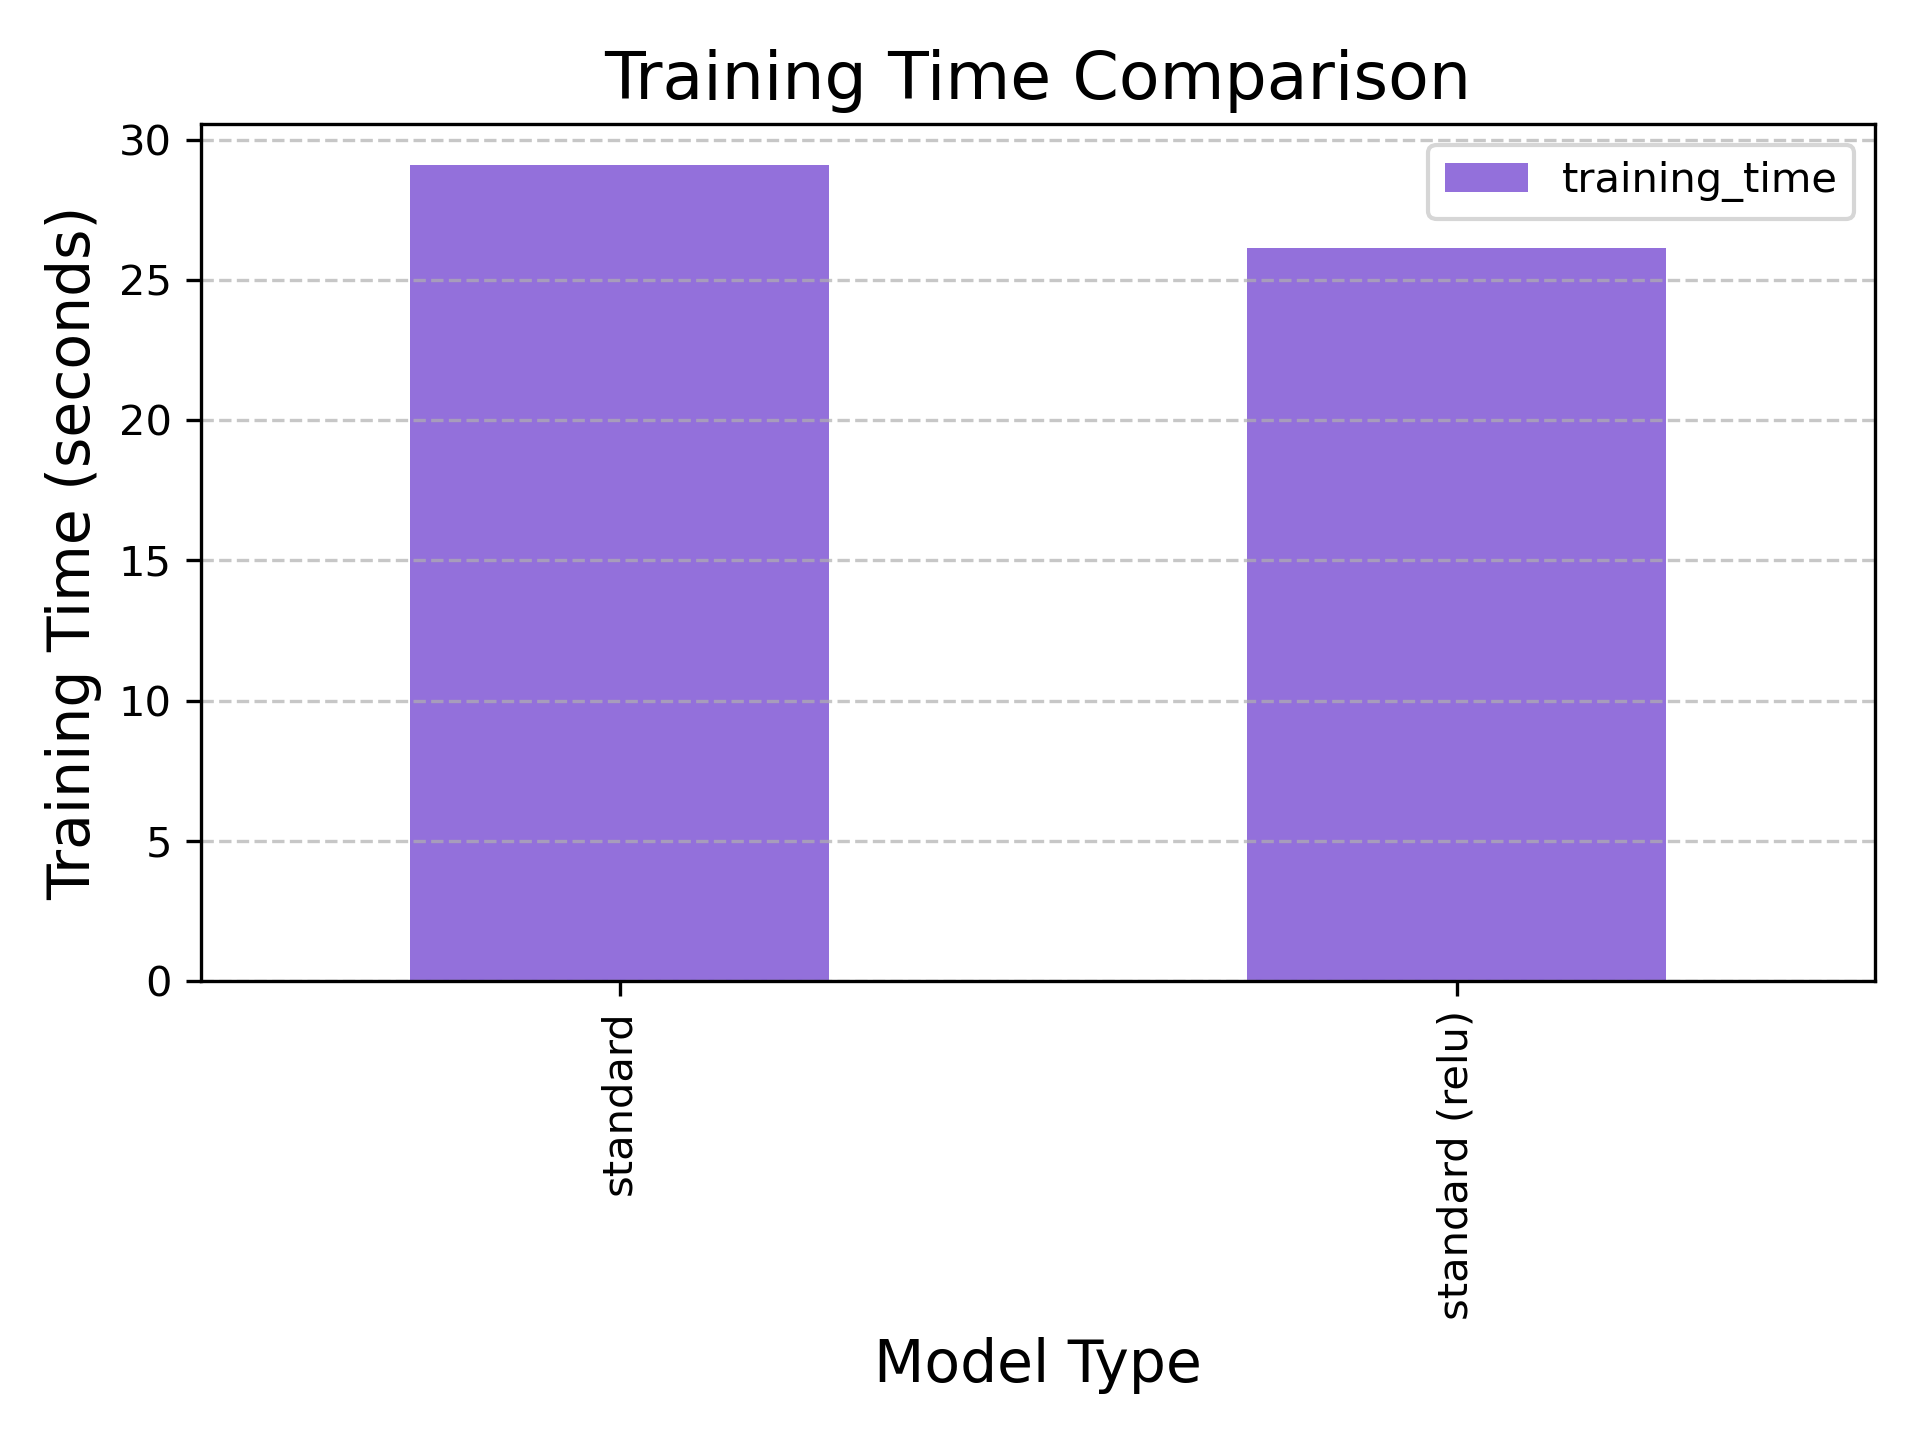 Training Time Comparison
Training Time (seconds)
30
25
20
15
10
5
0
training_time
standard
standard (relu)
Model Type